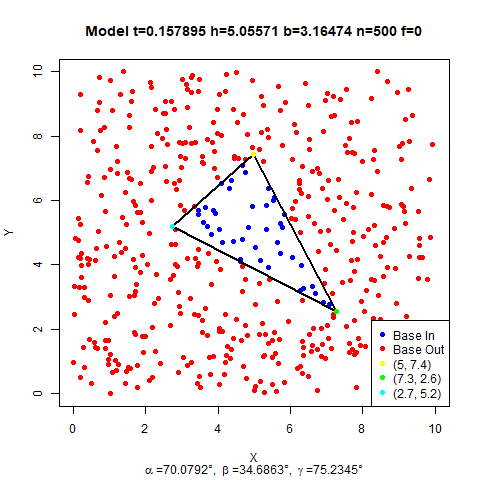 Model t=0.157895 h=5.05571 b=3.16474 n=500 f=0
10
8
6
4
2
0
Y
Base In
Base Out
(5, 7.4)
(7.3, 2.6)
(2.7, 5.2)
0 2 4 6 8 10
X
α=70.0792°, β=34.6863°, γ=75.2345°